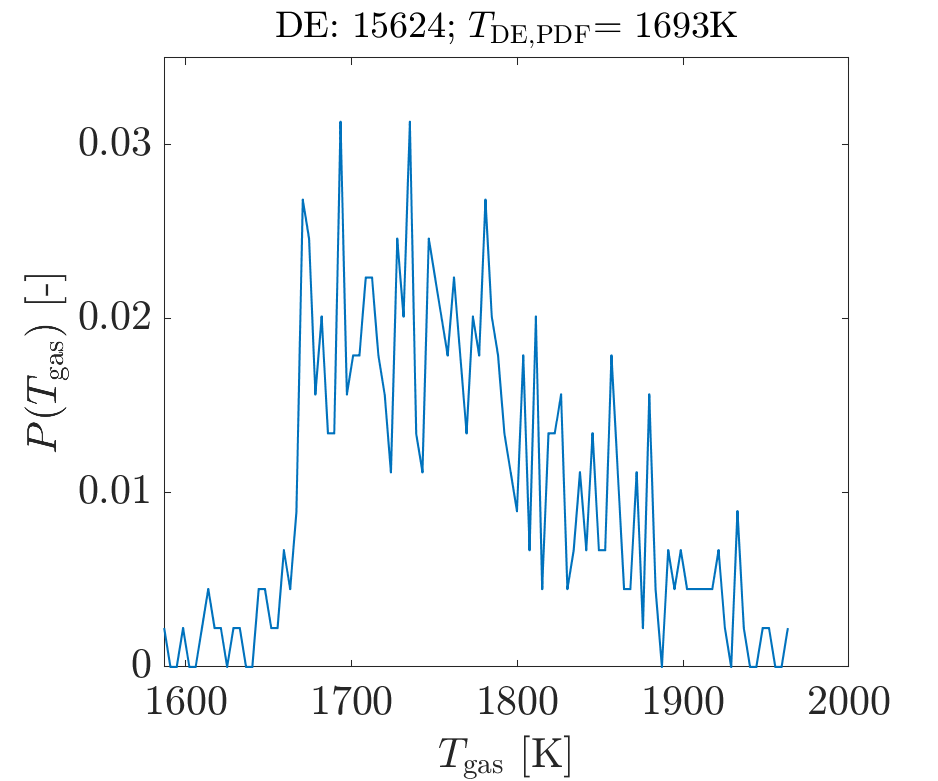 DE: 15624; T_DE,PDF= 1693K
P(T_gas) [-]
0.03
0.02
0.01
0
1600 1700 1800 1900 2000
T_gas [K]